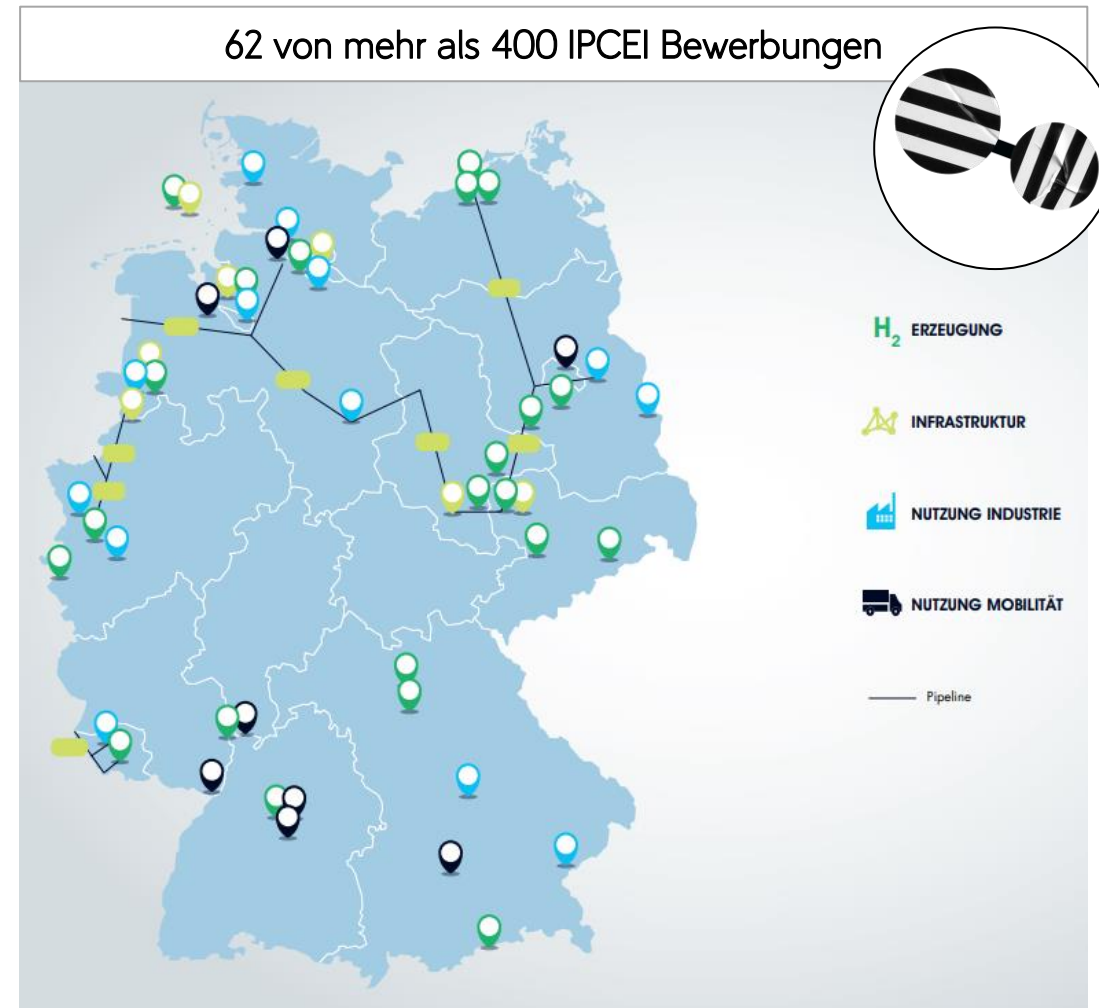 62 von mehr als 400 IPCEI Bewerbungen
H2 ERZEUGUNG
INFRASTRUKTUR
NUTZUNG INDUSTRIE
NUTZUNG MOBILITÄT
Pipeline